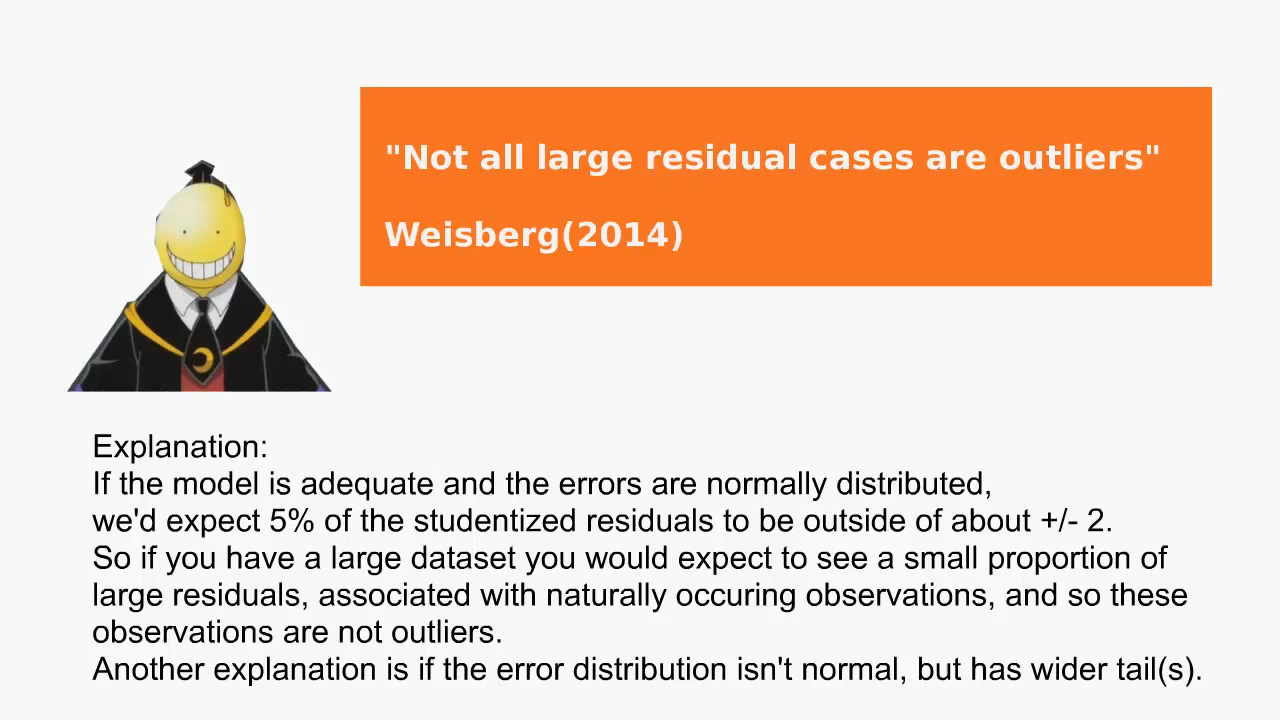 "Not all large residual cases are outliers"
Weisberg(2014)
Explanation:
If the model is adequate and the errors are normally distributed,
we'd expect 5% of the studentized residuals to be outside of about +/- 2.
So if you have a large dataset you would expect to see a small proportion of
large residuals, associated with naturally occuring observations, and so these
observations are not outliers.
Another explanation is if the error distribution isn't normal, but has wider tail(s).